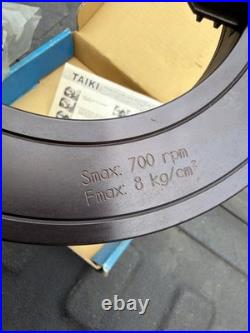 TAIKI
Smax: 700 rpm
Fmax: 8 kg/cm²